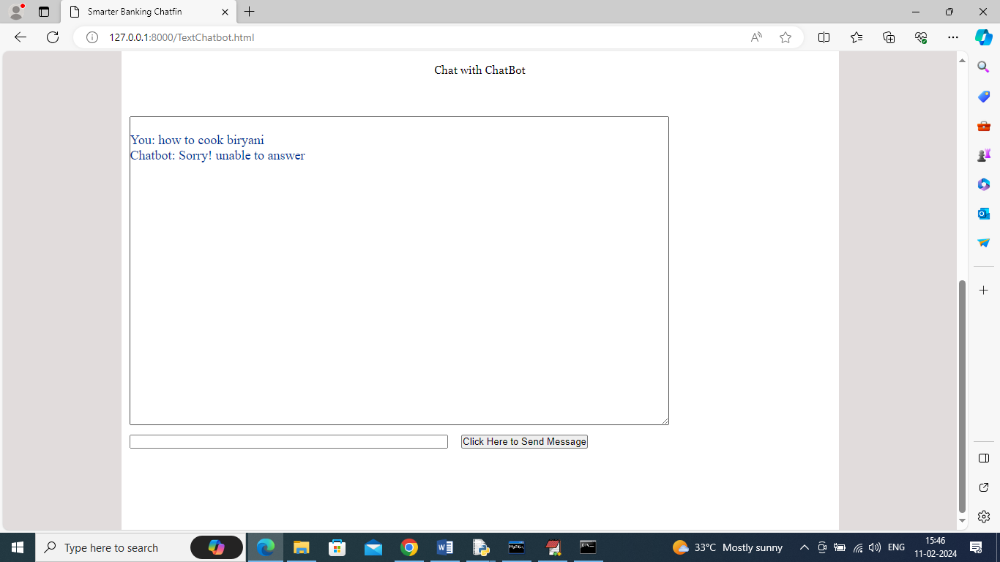 Smarter Banking Chatfin
127.0.0.1:8000/TextChatbot.html
Chat with ChatBot
You: how to cook biryani
Chatbot: Sorry! unable to answer
Click Here to Send Message
Type here to search
33°C Mostly sunny
ENG
15:46
11-02-2024